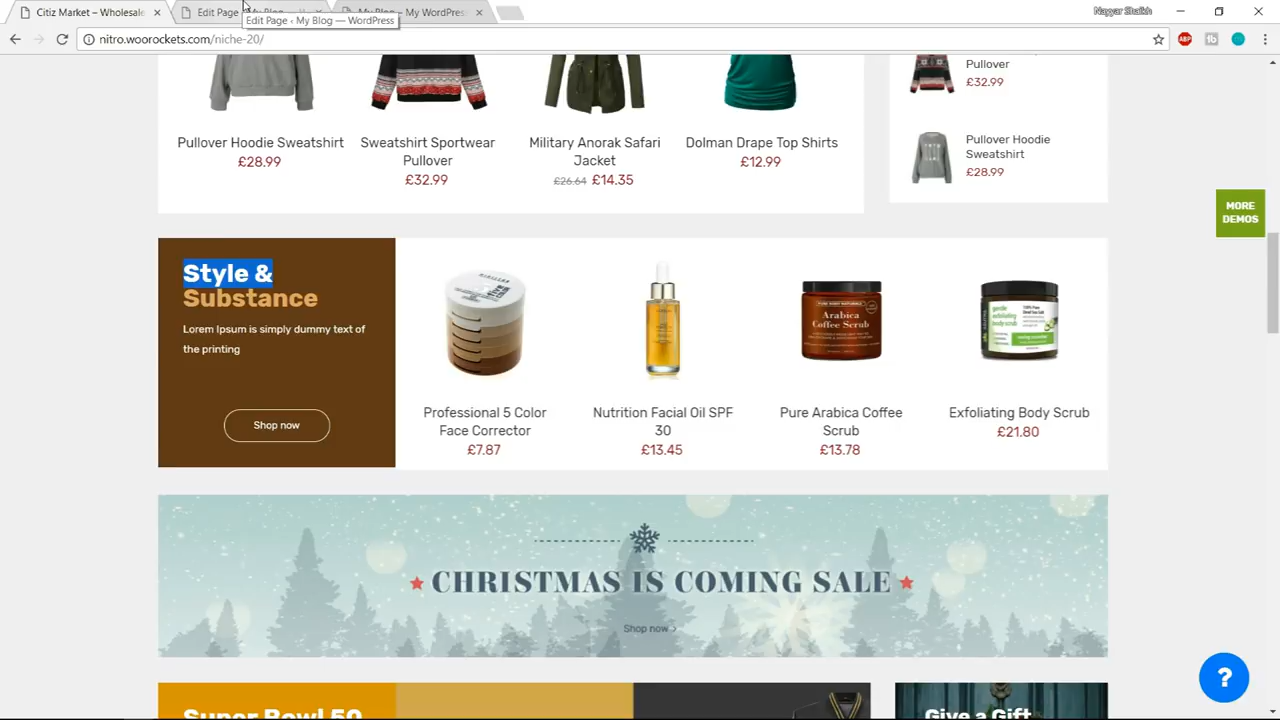 Citiz Market – Wholesale
Edit Page
My Blog — My WordPress
Edit Page ‹ My Blog — WordPress
Nayyar Shaikh
nitro.woorockets.com/niche-20/
ABP
MORE
DEMOS
Pullover Hoodie Sweatshirt
£28.99
Sweatshirt Sportwear
Pullover
£32.99
Military Anorak Safari
Jacket
£26.64 £14.35
Dolman Drape Top Shirts
£12.99
Pullover
£32.99
Pullover Hoodie
Sweatshirt
£28.99
Style &
Substance
Lorem Ipsum is simply dummy text of
the printing
Shop now
Arabica
Coffee Scrub
Professional 5 Color
Face Corrector
£7.87
Nutrition Facial Oil SPF
30
£13.45
Pure Arabica Coffee
Scrub
£13.78
Exfoliating Body Scrub
£21.80
CHRISTMAS IS COMING SALE
Shop now >
Super Bowl 50
Give a Gift
?